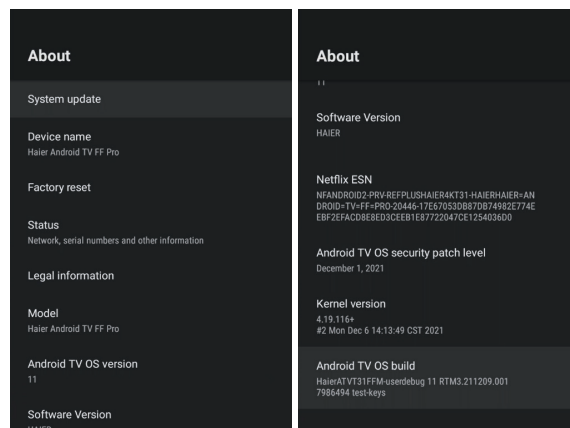 About
System update
Device name
Haier Android TV FF Pro
Factory reset
Status
Network, serial numbers and other information
Legal information
Model
Haier Android TV FF Pro
Android TV OS version
11
Software Version
About
11
Software Version
HAIER
Netflix ESN
NFANDROID2-PRV-REFPLUSHAIER4KT31-HAIERHAIER=AN
DROID=TV=FF=PRO-20446-17E67053DB87DB74982E774E
EBF2EFACD8E8ED3CEEB1E87722047CE1254036D0
Android TV OS security patch level
December 1, 2021
Kernel version
4.19.116+
#2 Mon Dec 6 14:13:49 CST 2021
Android TV OS build
HaierATVT31FFM-userdebug 11 RTM3.211209.001
7986494 test-keys